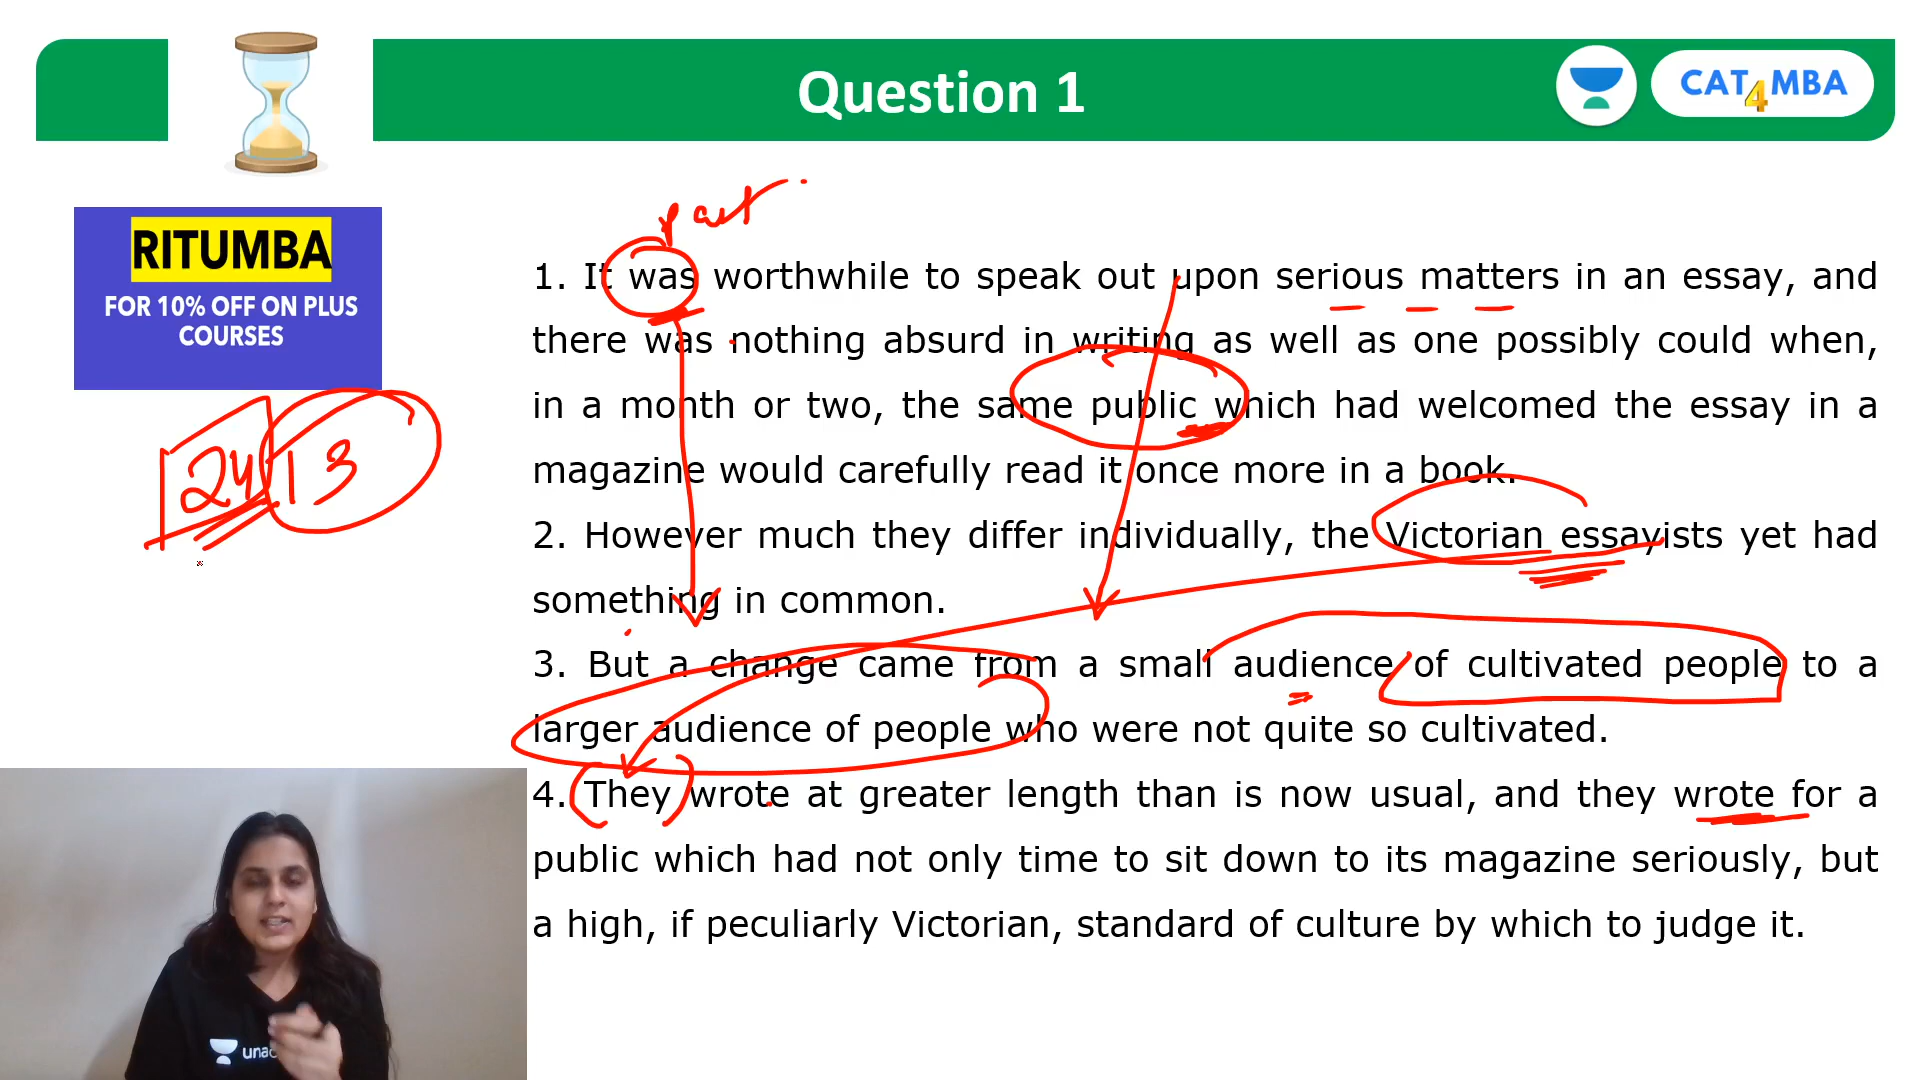 Question 1
CAT4MBA
RITUMBA
FOR 10% OFF ON PLUS
COURSES
past
1. It was worthwhile to speak out upon serious matters in an essay, and
there was nothing absurd in writing as well as one possibly could when,
in a month or two, the same public which had welcomed the essay in a
magazine would carefully read it once more in a book.
2413
2. However much they differ individually, the Victorian essayists yet had
something in common.
3. But a change came from a small audience of cultivated people to a
larger audience of people who were not quite so cultivated.
4. They wrote at greater length than is now usual, and they wrote for a
public which had not only time to sit down to its magazine seriously, but
a high, if peculiarly Victorian, standard of culture by which to judge it.